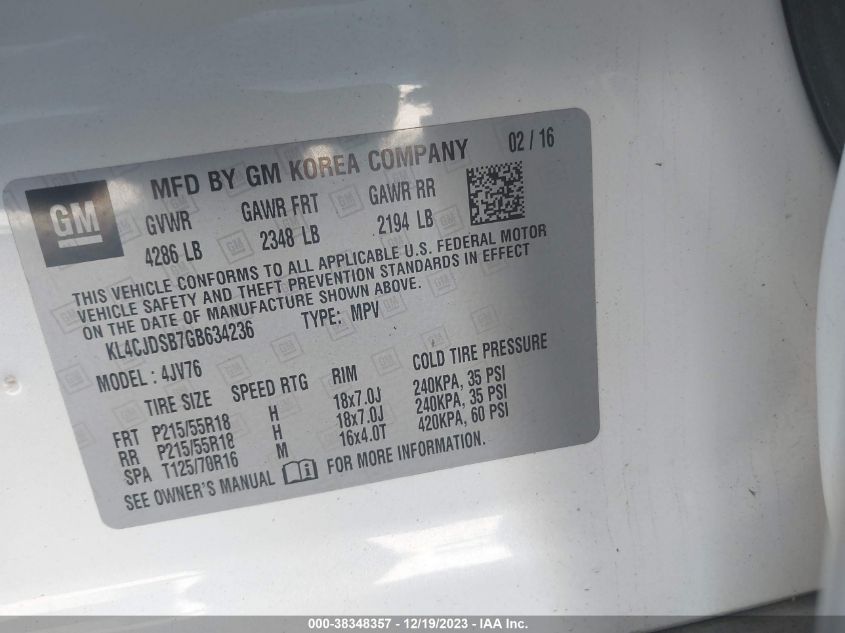 GM
MFD BY GM KOREA COMPANY 02 / 16
GVWR GAWR FRT GAWR RR
4286 LB 2348 LB 2194 LB
THIS VEHICLE CONFORMS TO ALL APPLICABLE U.S. FEDERAL MOTOR
VEHICLE SAFETY AND THEFT PREVENTION STANDARDS IN EFFECT
ON THE DATE OF MANUFACTURE SHOWN ABOVE.
KL4CJDSB7GB634236 TYPE: MPV
MODEL : 4JV76
TIRE SIZE SPEED RTG RIM COLD TIRE PRESSURE
FRT P215/55R18 H 18x7.0J 240KPA, 35 PSI
RR P215/55R18 H 18x7.0J 240KPA, 35 PSI
SPA T125/70R16 M 16x4.0T 420KPA, 60 PSI
SEE OWNER'S MANUAL FOR MORE INFORMATION.
000-38348357 - 12/19/2023 - IAA Inc.